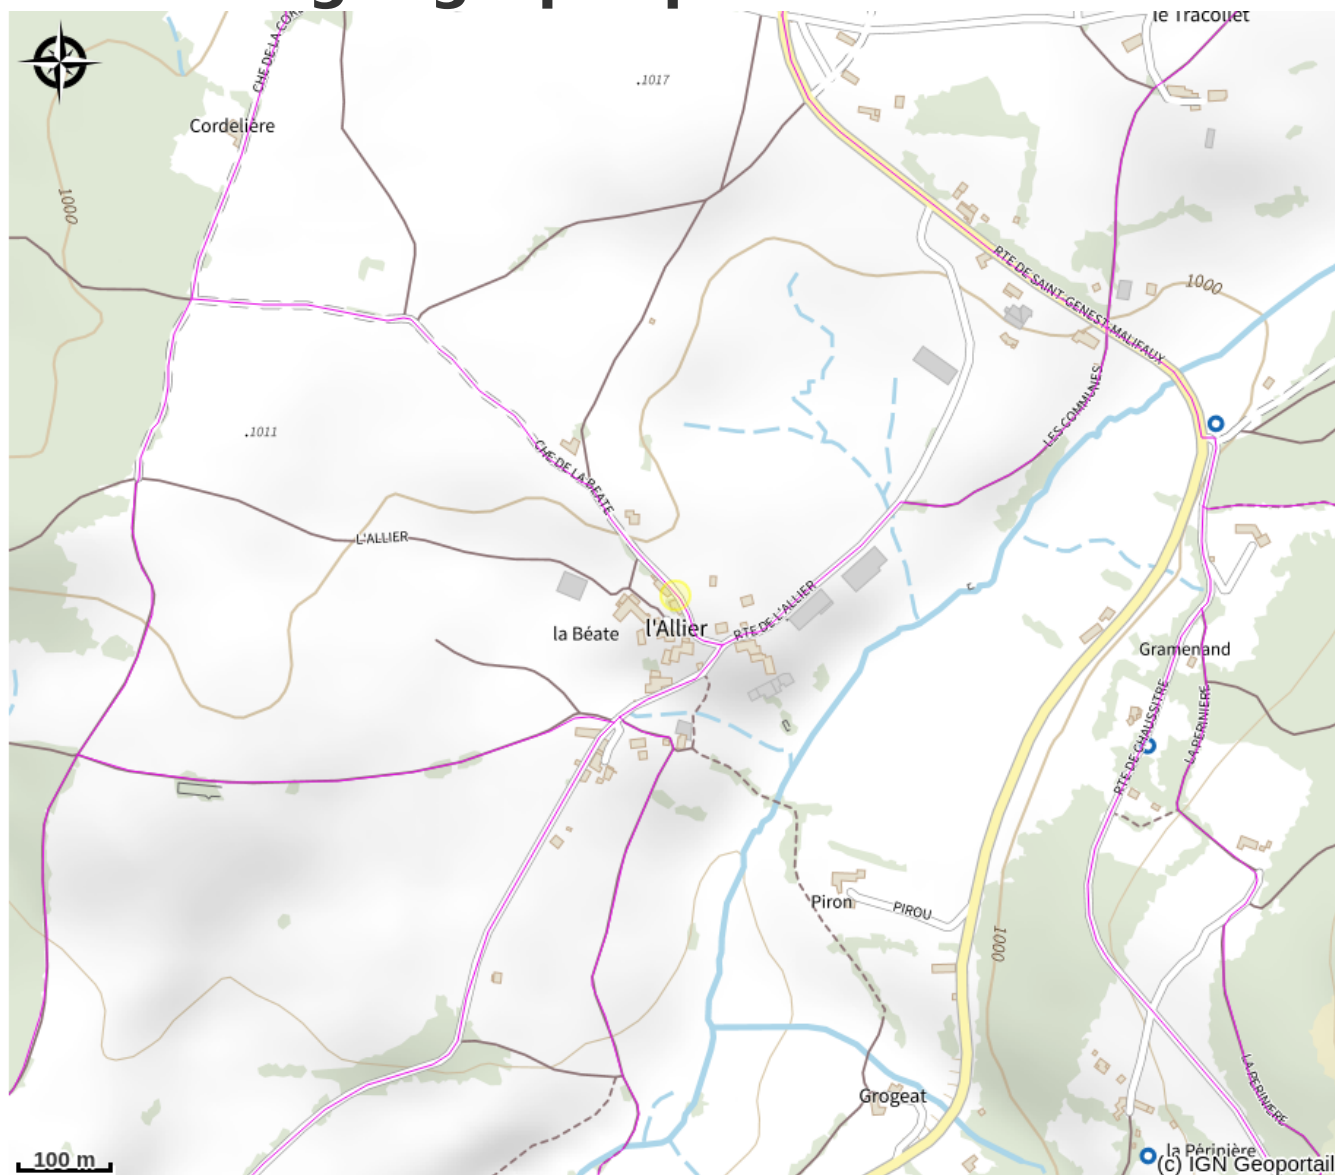 le Tracollet
CHE DE LA COR
.1017
Cordelière
1000
RTE DE SAINT-GENEST-MALIFAUX
1000
LES COMMUNES
.1011
CHE DE LA BEATE
L'ALLIER
RTE DE L'ALLIER
la Béate
l'Allier
Gramenand
RTE DE CHAUSSITRE
LA PERINIERE
Piron
PIROU
1000
Grogeat
LA PERINIERE
la Périnière
100 m
(c) IGN Geoportail